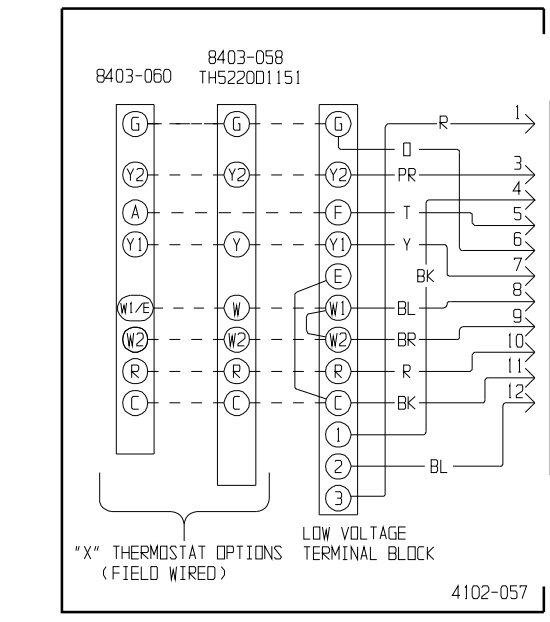 8403-058
8403-060 TH5220D1151
G G G R 1
O
Y2 Y2 Y2 PR 3
4
A F T 5
6
Y1 Y Y1 Y 7
E BK
8
W1/E W W1 BL
9
W2 W2 W2 BR
10
R R R R
11
C C C BK
12
1
2 BL
3
LOW VOLTAGE
"X" THERMOSTAT OPTIONS TERMINAL BLOCK
(FIELD WIRED)
4102-057